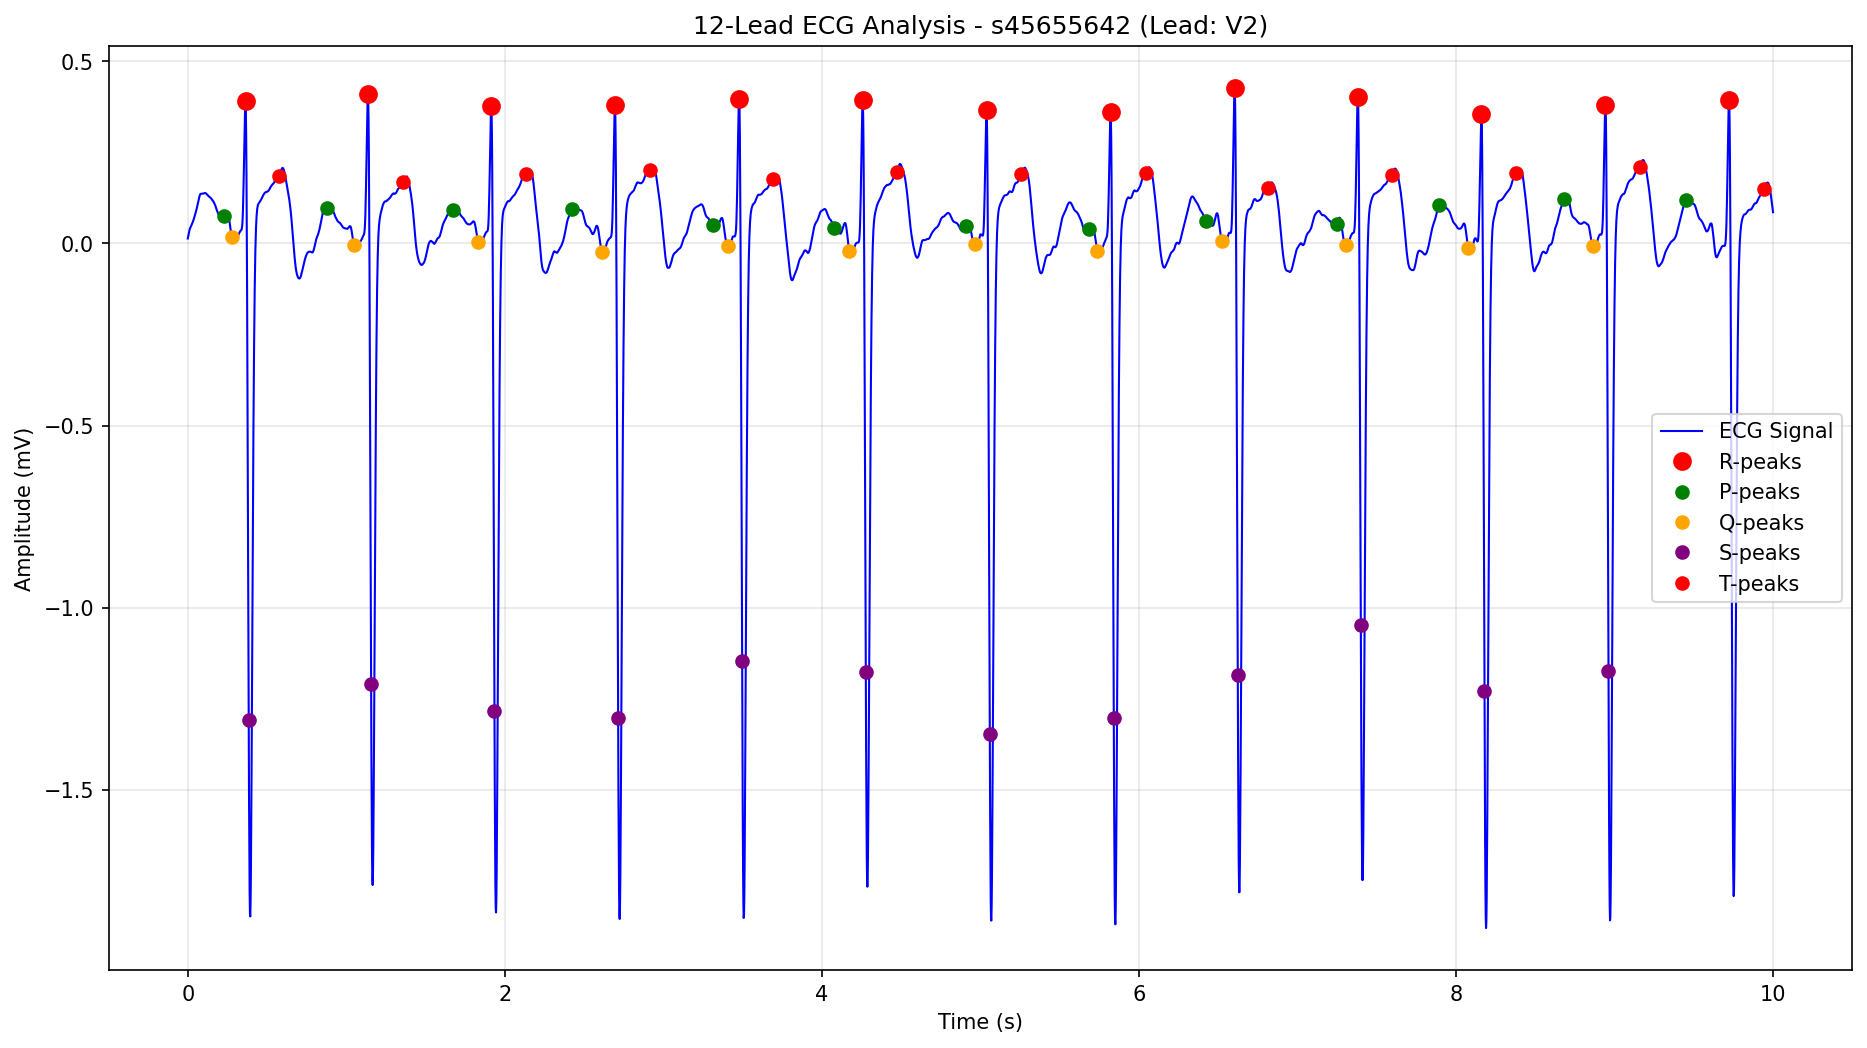 12-Lead ECG Analysis - s45655642 (Lead: V2)
0.5
0.0
−0.5
−1.0
−1.5
Amplitude (mV)
ECG Signal
R-peaks
P-peaks
Q-peaks
S-peaks
T-peaks
0 2 4 6 8 10
Time (s)